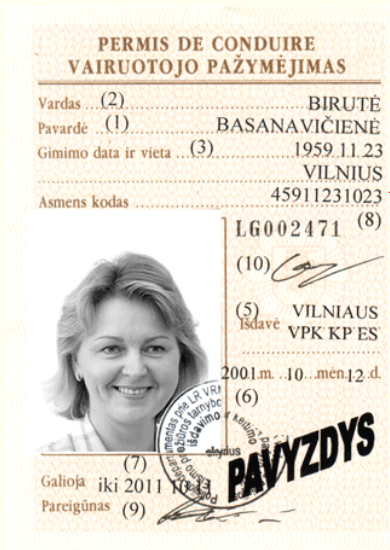 PERMIS DE CONDUIRE
VAIRUOTOJO PAŽYMĖJIMAS
Vardas (2) BIRUTĖ
Pavardė (1) BASANAVIČIENĖ
Gimimo data ir vieta (3) 1959 11 23
VILNIUS
Asmens kodas 45911231023
LG002471 (8)
(10)
(5) VILNIAUS
Išdavė VPK KP ES
2001 m. 10 mėn. 12 d.
(6)
PAVYZDYS
(7)
Galioja iki 2011 10 11
Pareigūnas (9)